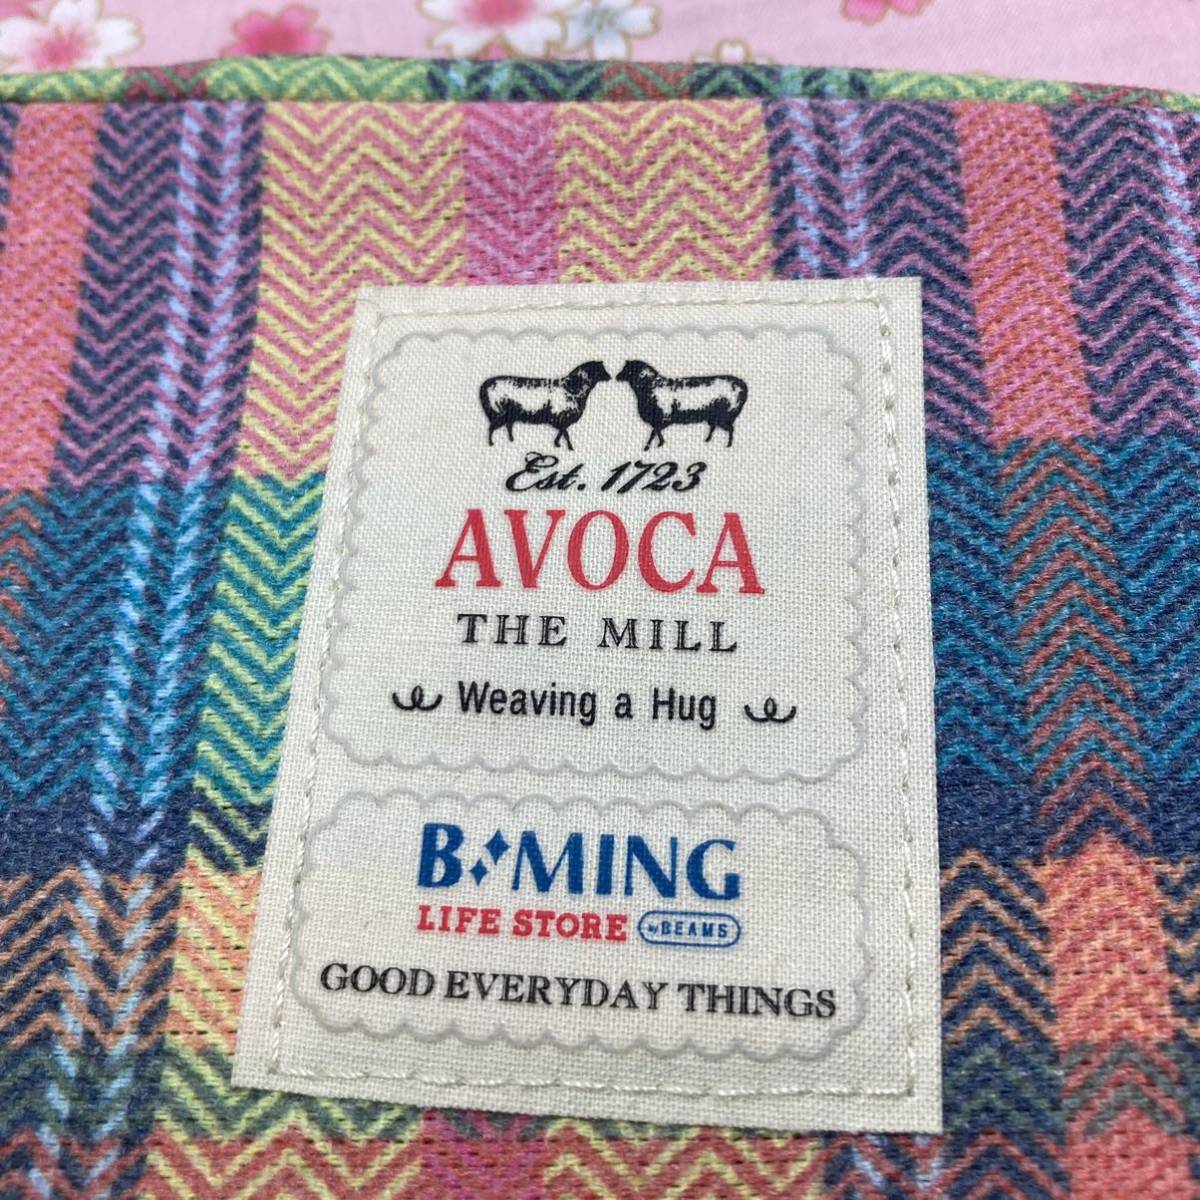 Est. 1723
AVOCA
THE MILL
Weaving a Hug
B:MING
LIFE STORE by BEAMS
GOOD EVERYDAY THINGS